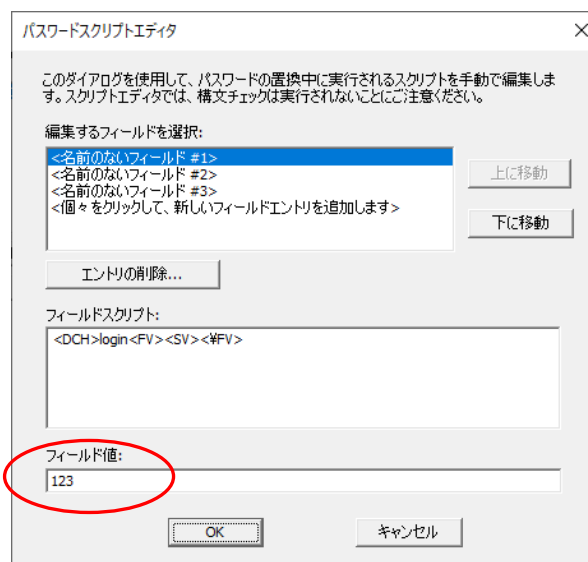 パスワードスクリプトエディタ
このダイアログを使用して、パスワードの置換中に実行されるスクリプトを手動で編集しま
す。スクリプトエディタでは、構文チェックは実行されないことにご注意ください。
編集するフィールドを選択:
<名前のないフィールド #1>
<名前のないフィールド #2>
<名前のないフィールド #3>
<個々をクリックして、新しいフィールドエントリを追加します>
上に移動
下に移動
エントリの削除...
フィールドスクリプト:
<DCH>login<FV><SV><¥FV>
フィールド値:
123
OK
キャンセル